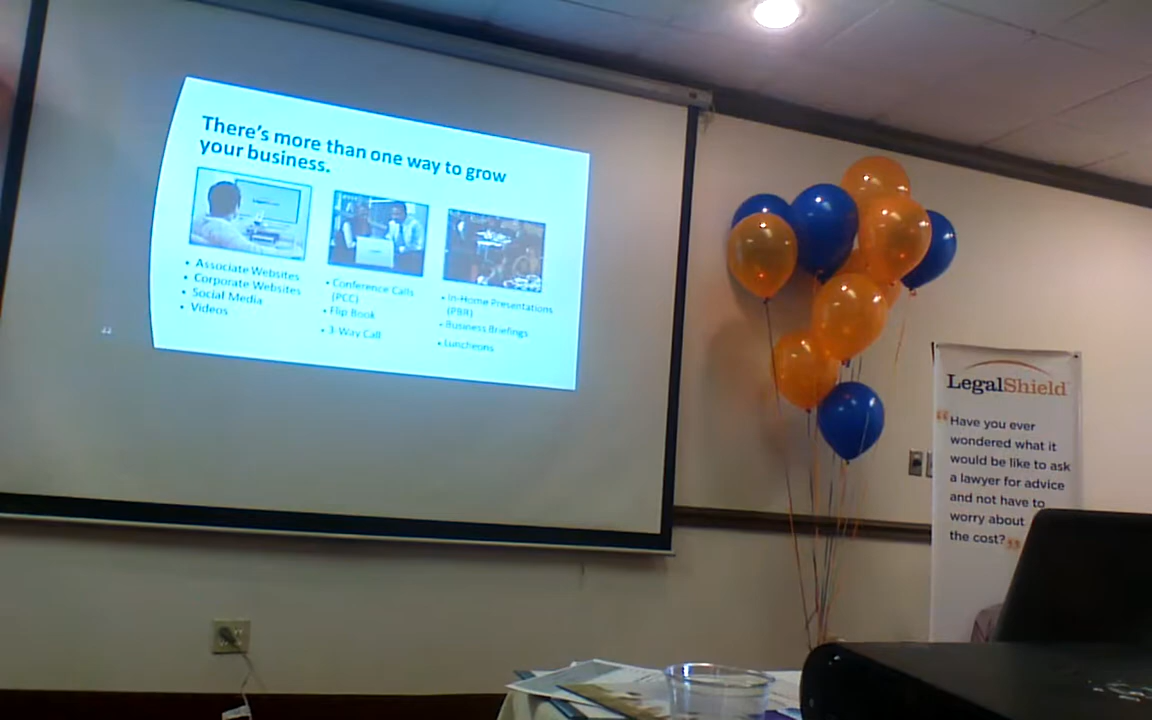 There's more than one way to grow
your business.
• Associate Websites
• Corporate Websites
• Social Media
• Videos
• Conference Calls
(PCC)
• Flip Book
• 3 Way Call
• In-Home Presentations
(PBR)
• Business Briefings
• Luncheons
LegalShield
“Have you ever
wondered what it
would be like to ask
a lawyer for advice
and not have to
worry about
the cost?”